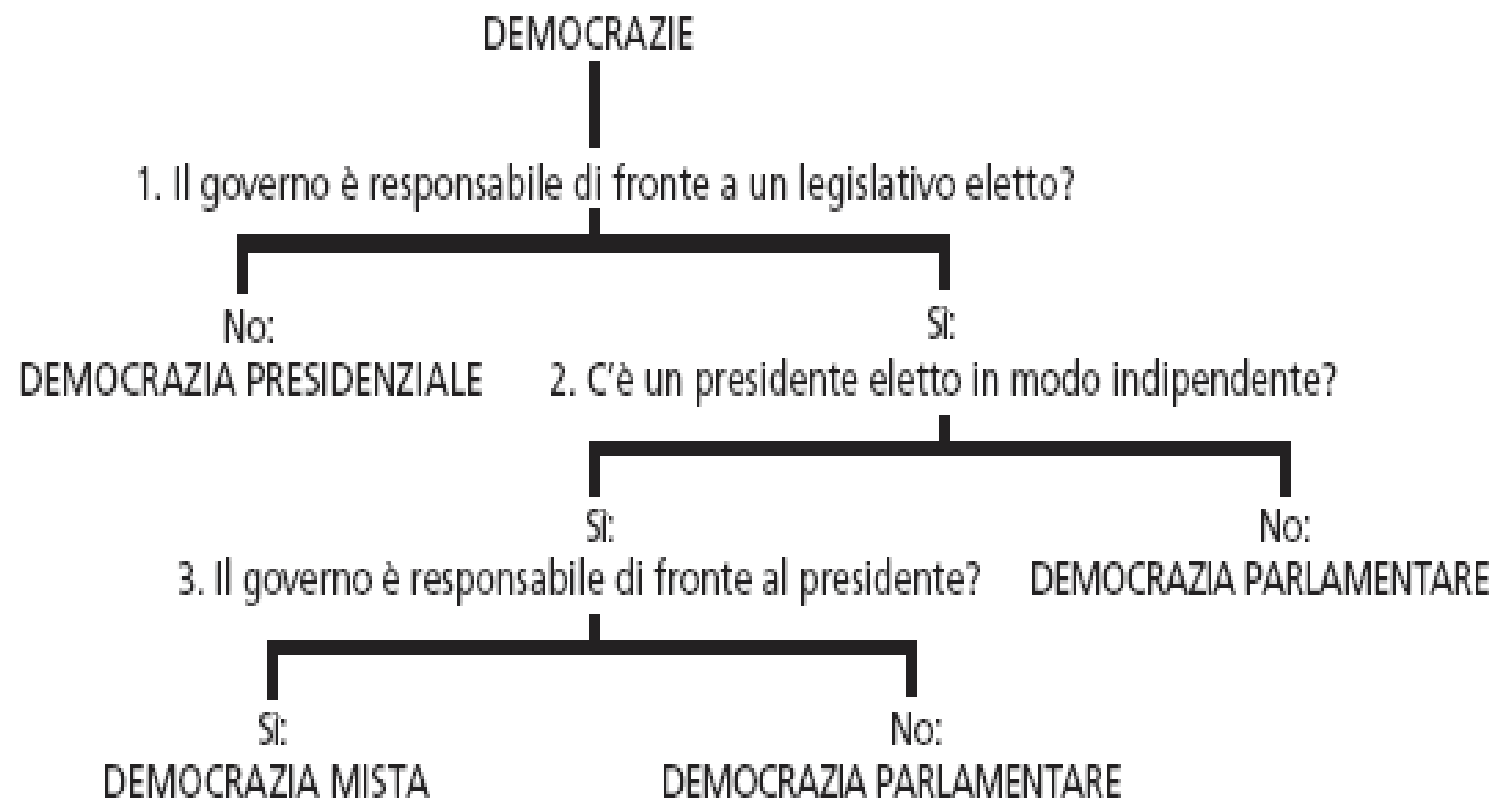 DEMOCRAZIE
1. Il governo è responsabile di fronte a un legislativo eletto?
No:
DEMOCRAZIA PRESIDENZIALE
Sì:
2. C'è un presidente eletto in modo indipendente?
Sì:
3. Il governo è responsabile di fronte al presidente?
No:
DEMOCRAZIA PARLAMENTARE
Sì:
DEMOCRAZIA MISTA
No:
DEMOCRAZIA PARLAMENTARE